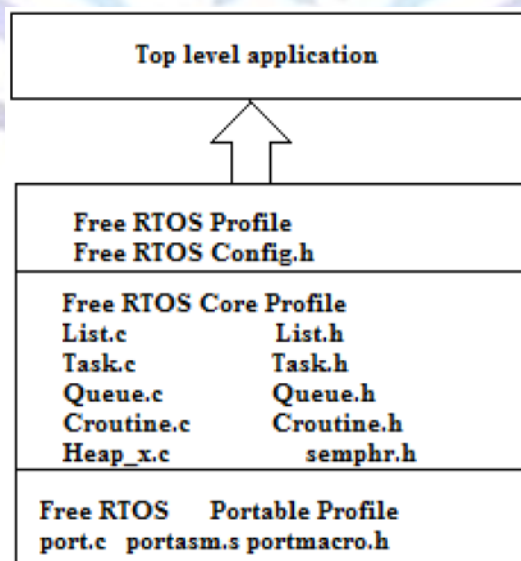 Top level application
Free RTOS Profile
Free RTOS Config.h
Free RTOS Core Profile
List.c List.h
Task.c Task.h
Queue.c Queue.h
Croutine.c Croutine.h
Heap_x.c semphr.h
Free RTOS Portable Profile
port.c portasm.s portmacro.h